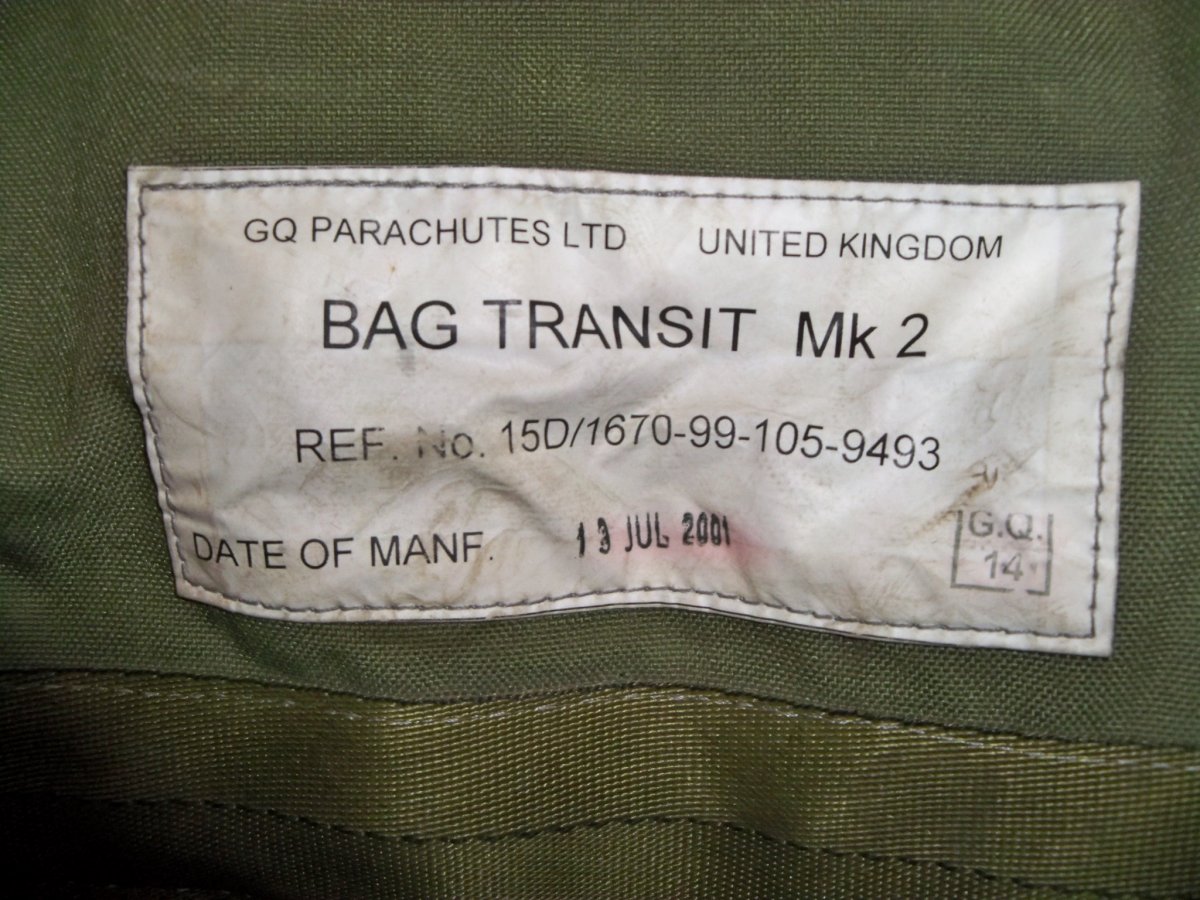 GQ PARACHUTES LTD UNITED KINGDOM
BAG TRANSIT Mk 2
REF. No. 15D/1670-99-105-9493
DATE OF MANF. 13 JUL 2001
G.Q.
14